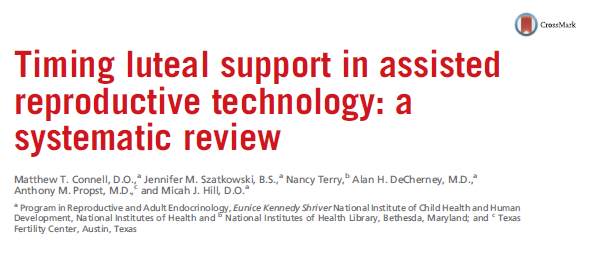 CrossMark
Timing luteal support in assisted
reproductive technology: a
systematic review
Matthew T. Connell, D.O.,a Jennifer M. Szatkowski, B.S.,a Nancy Terry,b Alan H. DeCherney, M.D.,a
Anthony M. Propst, M.D.,c and Micah J. Hill, D.O.a
a Program in Reproductive and Adult Endocrinology, Eunice Kennedy Shriver National Institute of Child Health and Human
Development, National Institutes of Health and b National Institutes of Health Library, Bethesda, Maryland; and c Texas
Fertility Center, Austin, Texas